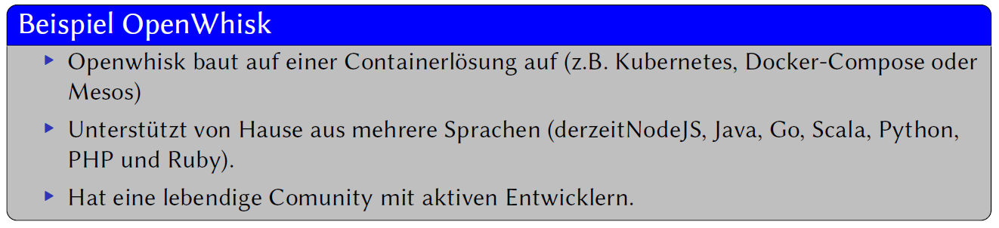 Beispiel OpenWhisk
Openwhisk baut auf einer Containerlösung auf (z.B. Kubernetes, Docker-Compose oder
Mesos)
Unterstützt von Hause aus mehrere Sprachen (derzeitNodeJS, Java, Go, Scala, Python,
PHP und Ruby).
Hat eine lebendige Comunity mit aktiven Entwicklern.